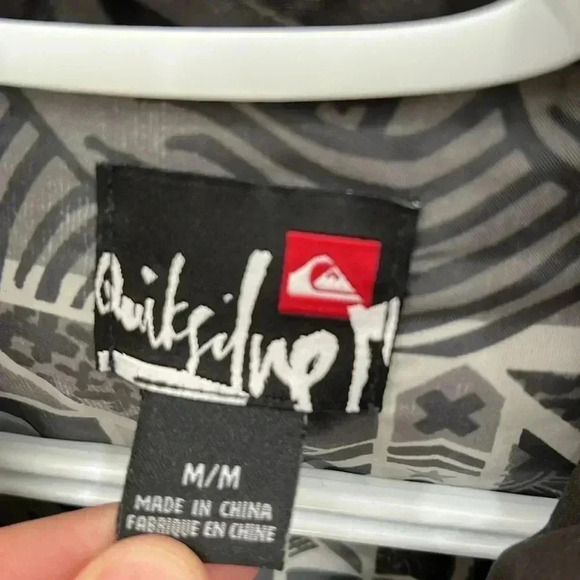 Quiksilver
M/M
MADE IN CHINA
FABRIQUE EN CHINE